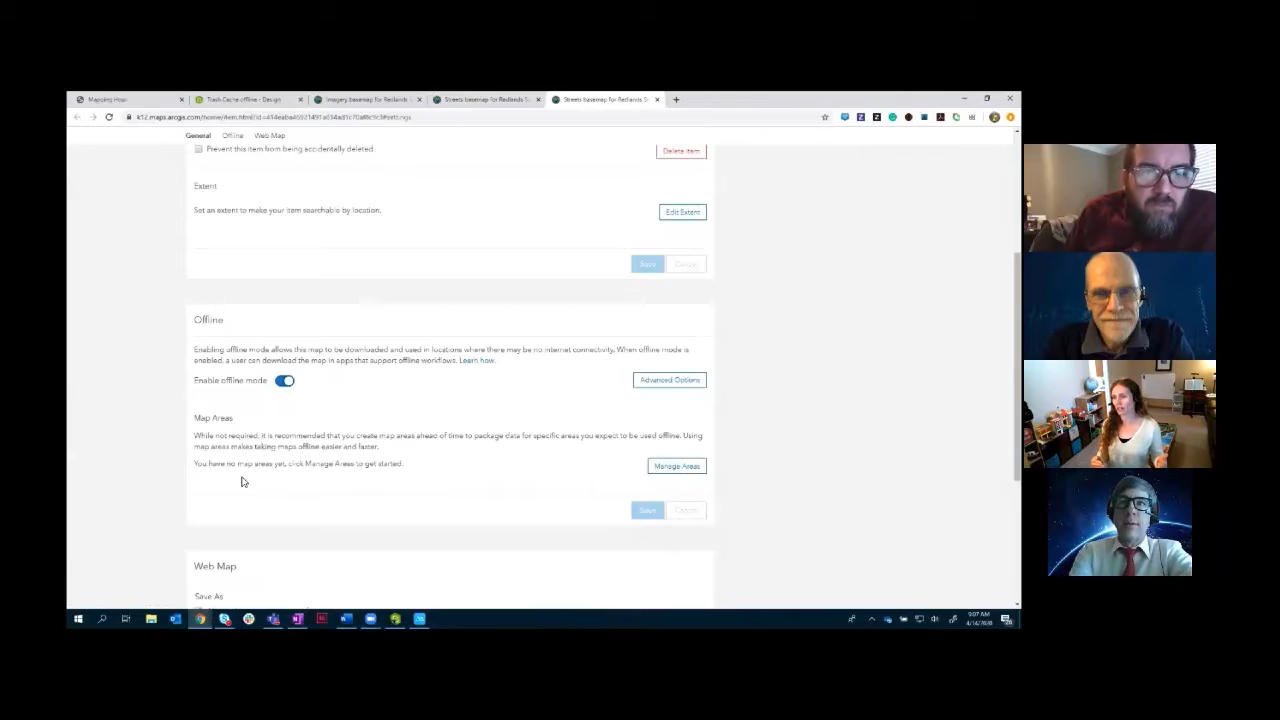 Mapping Hour
Trash Cache offline - Design
Imagery basemap for Redlands
Streets basemap for Redlands S
Streets basemap for Redlands S
General Offline Web Map
Prevent this item from being accidentally deleted
Delete Item
Extent
Set an extent to make your item searchable by location.
Edit Extent
Save Cancel
Offline
Enabling offline mode allows this map to be downloaded and used in locations where there may be no internet connectivity. When offline mode is
enabled, a user can download the map in apps that support offline workflows. Learn how.
Enable offline mode
Advanced Options
Map Areas
While not required, it is recommended that you create map areas ahead of time to package data for specific areas you expect to be used offline. Using
map areas makes taking maps offline easier and faster.
You have no map areas yet, click Manage Areas to get started.
Manage Areas
Save Cancel
Web Map
Save As
9:07 AM
4/14/2020